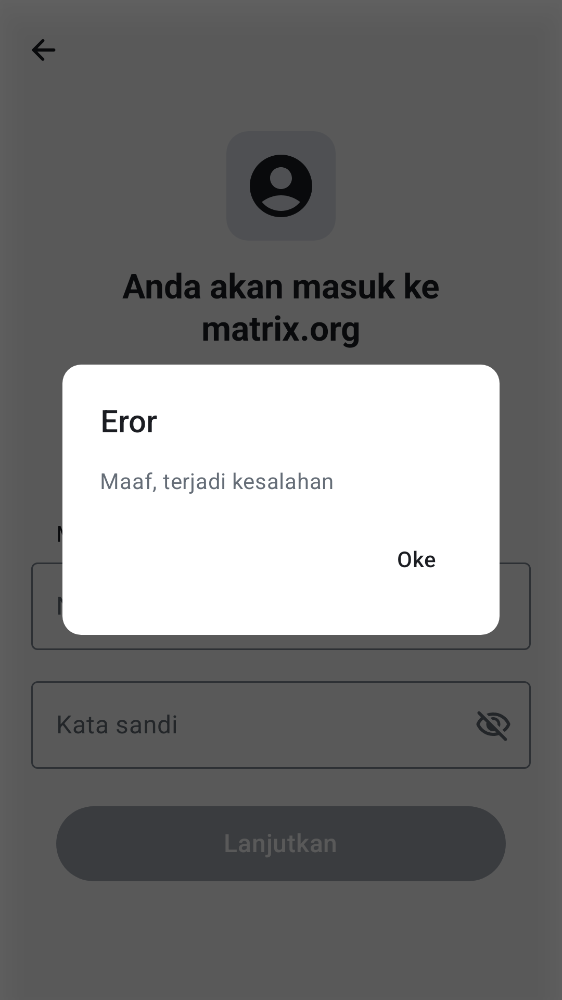 Anda akan masuk ke
matrix.org
Eror
Maaf, terjadi kesalahan
Oke
Kata sandi
Lanjutkan